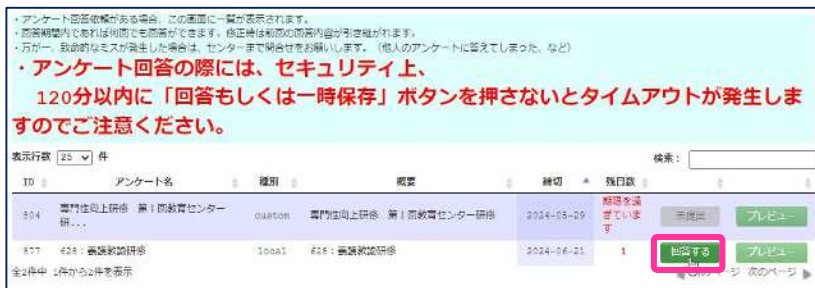 ・アンケート回答依頼がある場合、この画面に一覧が表示されます。
・回答期間内であれば何回でも回答ができます。修正時は前回の回答内容が引き継がれます。
・万が一、致命的なミスが発生した場合は、センターまで問合せをお願いします。（他人のアンケートに答えてしまった、など）
・アンケート回答の際には、セキュリティ上、
120分以内に「回答もしくは一時保存」ボタンを押さないとタイムアウトが発生しま
すのでご注意ください。
表示行数 25 件 検索：
ID アンケート名 種別 概要 締切 残日数
804 専門性向上研修 第1回教育センター研... custom 専門性向上研修 第1回教育センター研修 2024-05-29 期限を過ぎています 未提出 プレビュー
877 628：養護教諭研修 local 628：養護教諭研修 2024-06-21 1 回答する プレビュー
全2件中 1件から2件を表示 ページ 次のページ